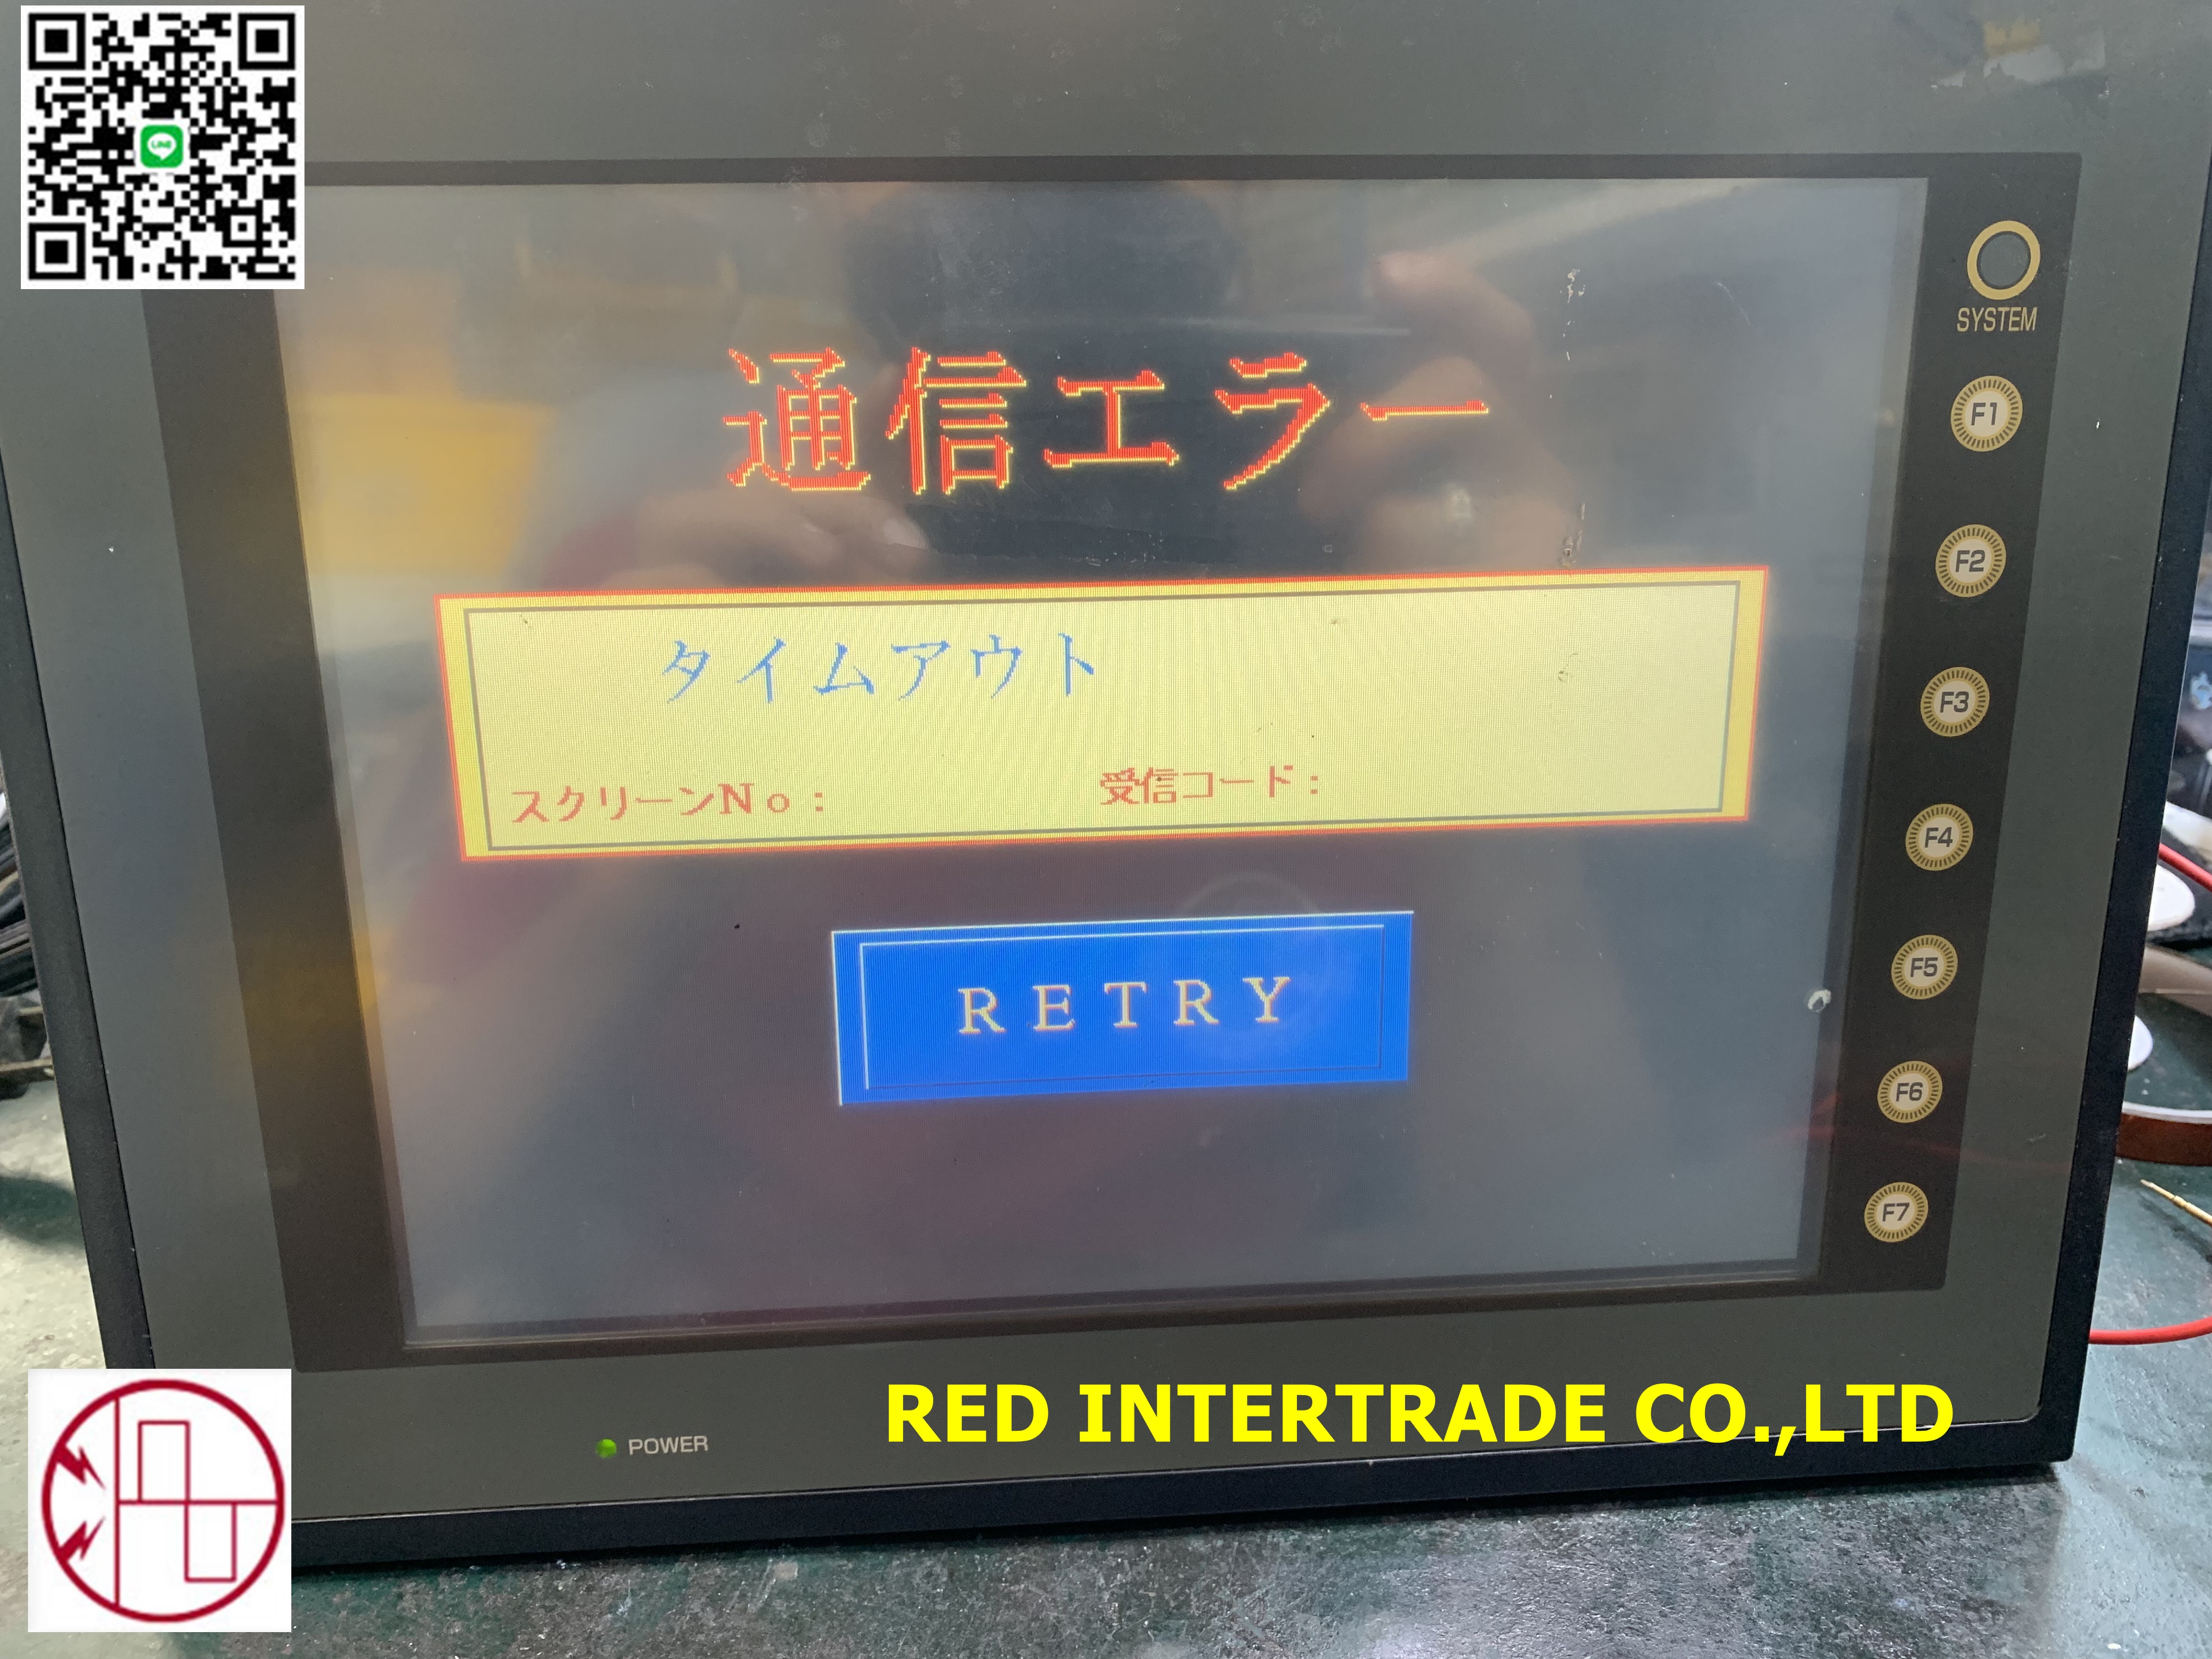 LINE
SYSTEM
F1
F2
F3
F4
F5
F6
F7
通信エラー
タイムアウト
スクリーンNo:
受信コード:
RETRY
POWER
RED INTERTRADE CO.,LTD